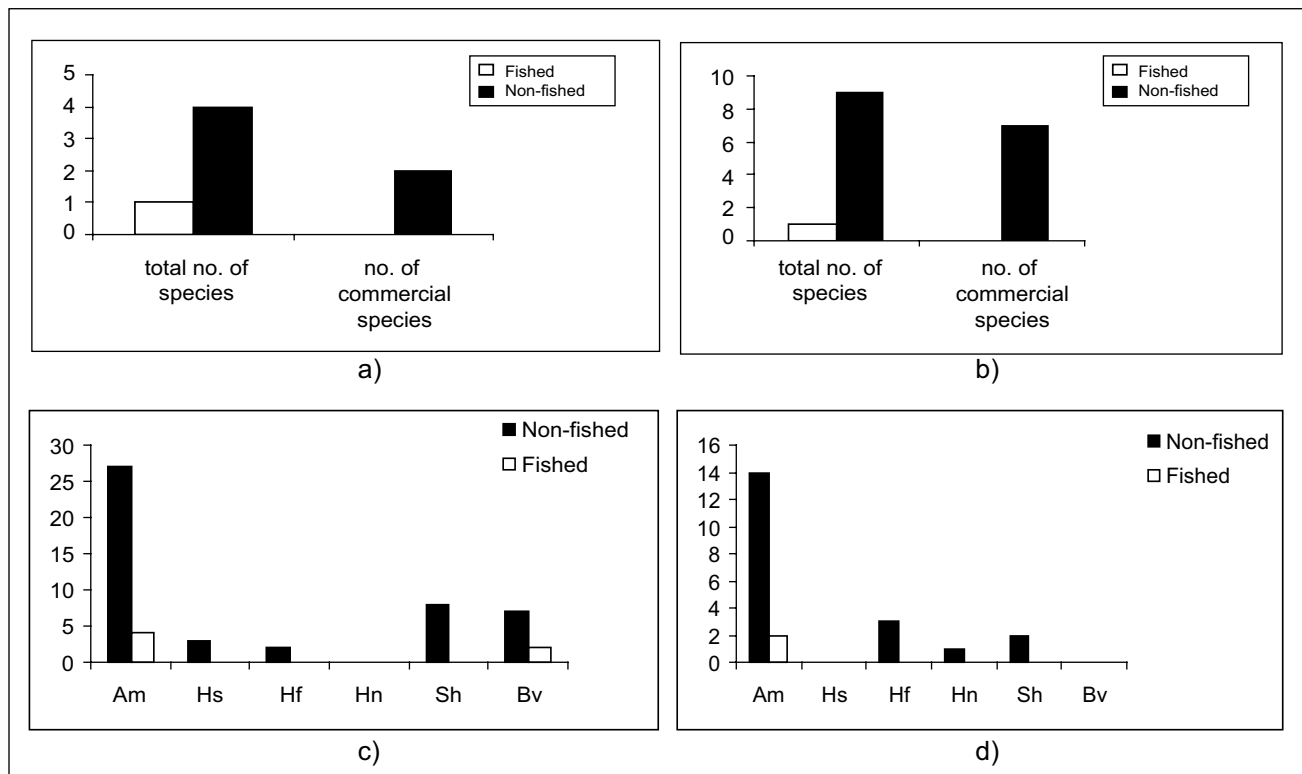 5
4
3
2
1
0
Fished
Non-fished
total no. of
species
no. of
commercial
species
a)
10
8
6
4
2
0
Fished
Non-fished
total no. of
species
no. of
commercial
species
b)
30
25
20
15
10
5
0
Non-fished
Fished
Am Hs Hf Hn Sh Bv
c)
16
14
12
10
8
6
4
2
0
Non-fished
Fished
Am Hs Hf Hn Sh Bv
d)